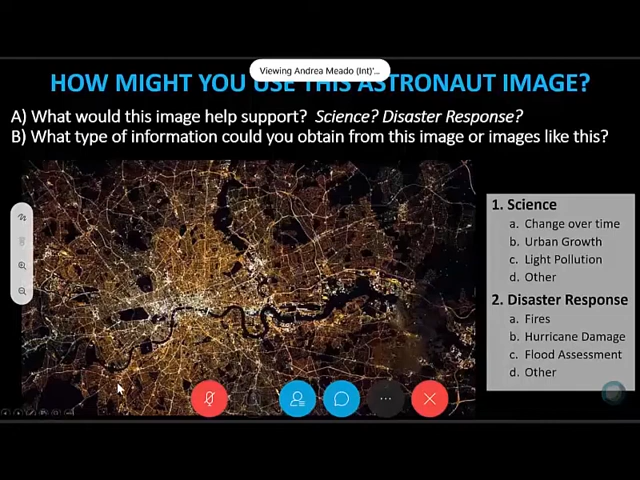 Viewing Andrea Meado (Int)'...
HOW MIGHT YOU USE THIS ASTRONAUT IMAGE?
A) What would this image help support? Science? Disaster Response?
B) What type of information could you obtain from this image or images like this?
1. Science
a. Change over time
b. Urban Growth
c. Light Pollution
d. Other
2. Disaster Response
a. Fires
b. Hurricane Damage
c. Flood Assessment
d. Other